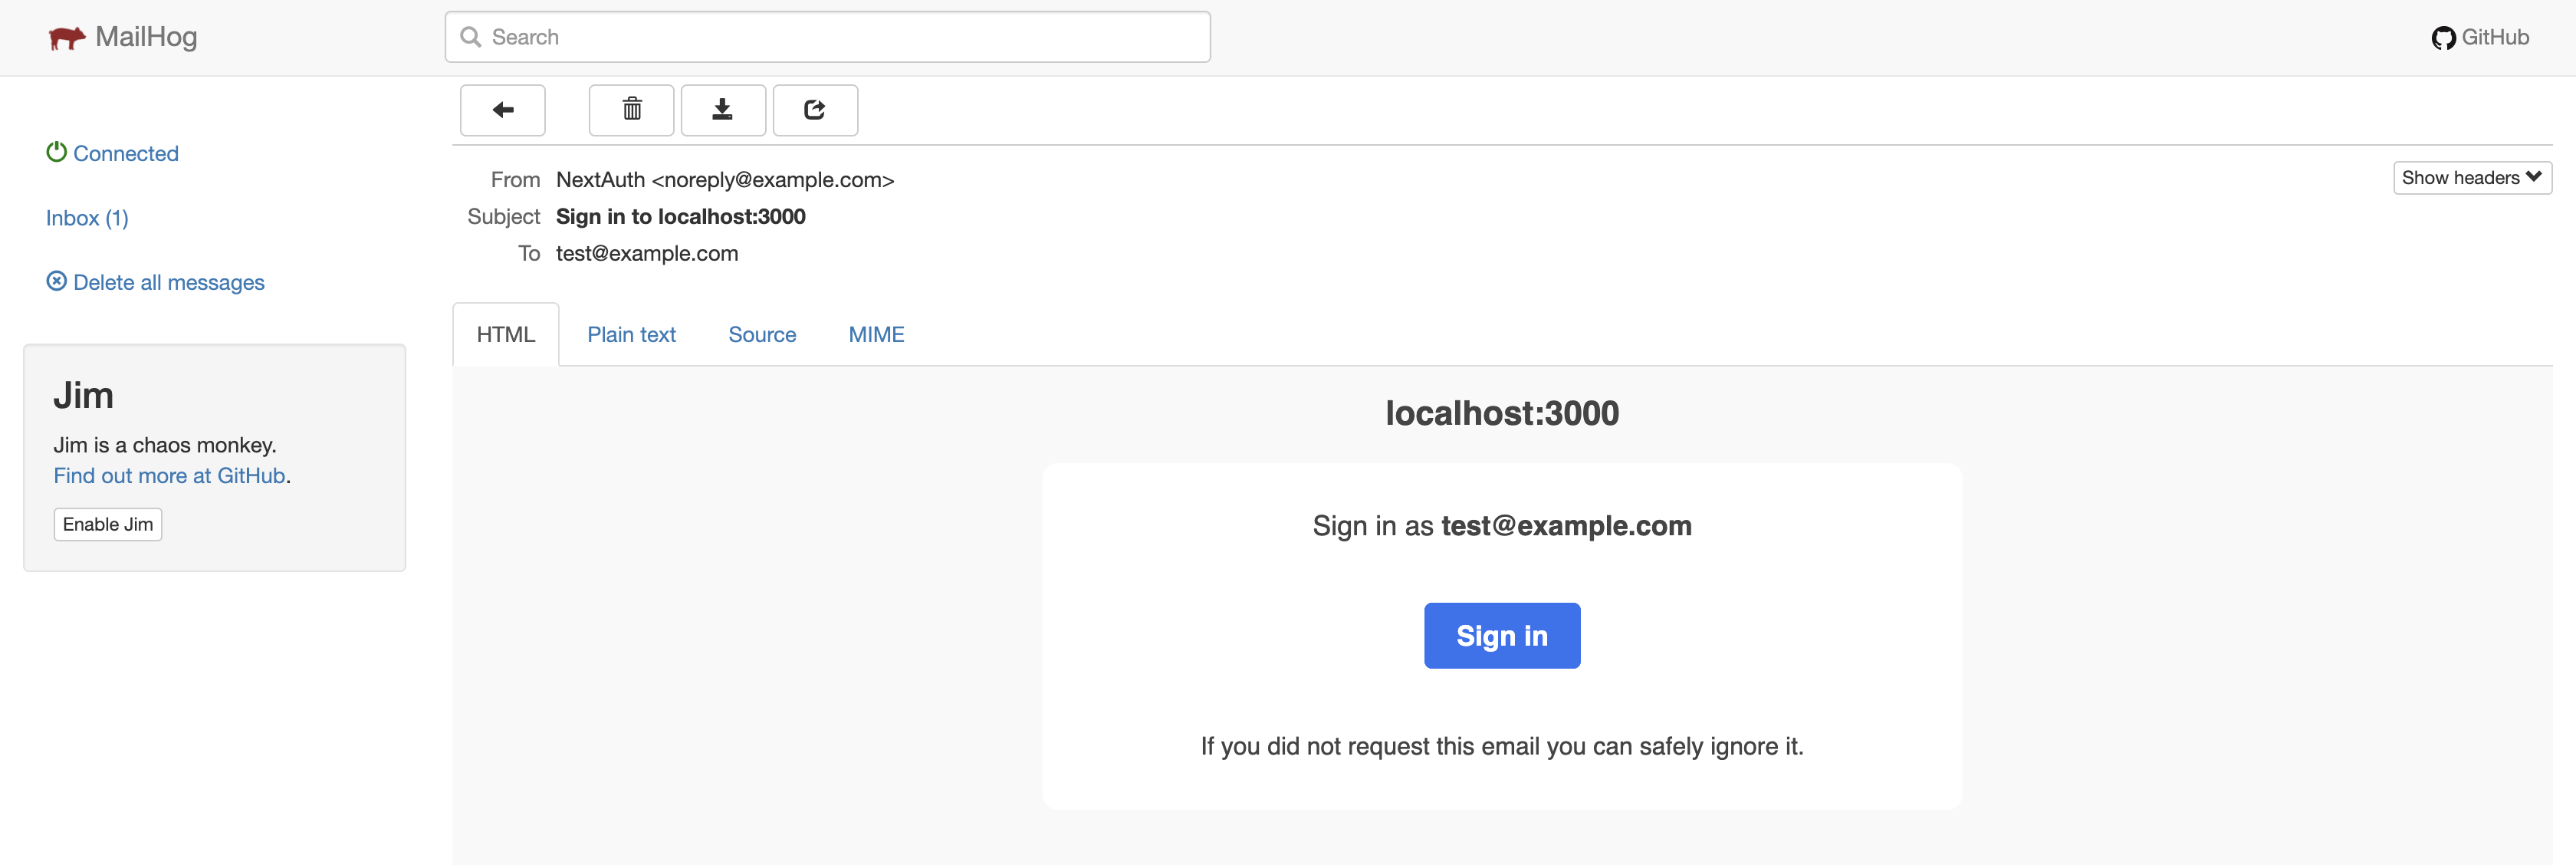 MailHog
Search
GitHub
Connected
Inbox (1)
Delete all messages
Jim
Jim is a chaos monkey.
Find out more at GitHub.
Enable Jim
From NextAuth <noreply@example.com>
Show headers
Subject Sign in to localhost:3000
To test@example.com
HTML Plain text Source MIME
localhost:3000
Sign in as test@example.com
Sign in
If you did not request this email you can safely ignore it.